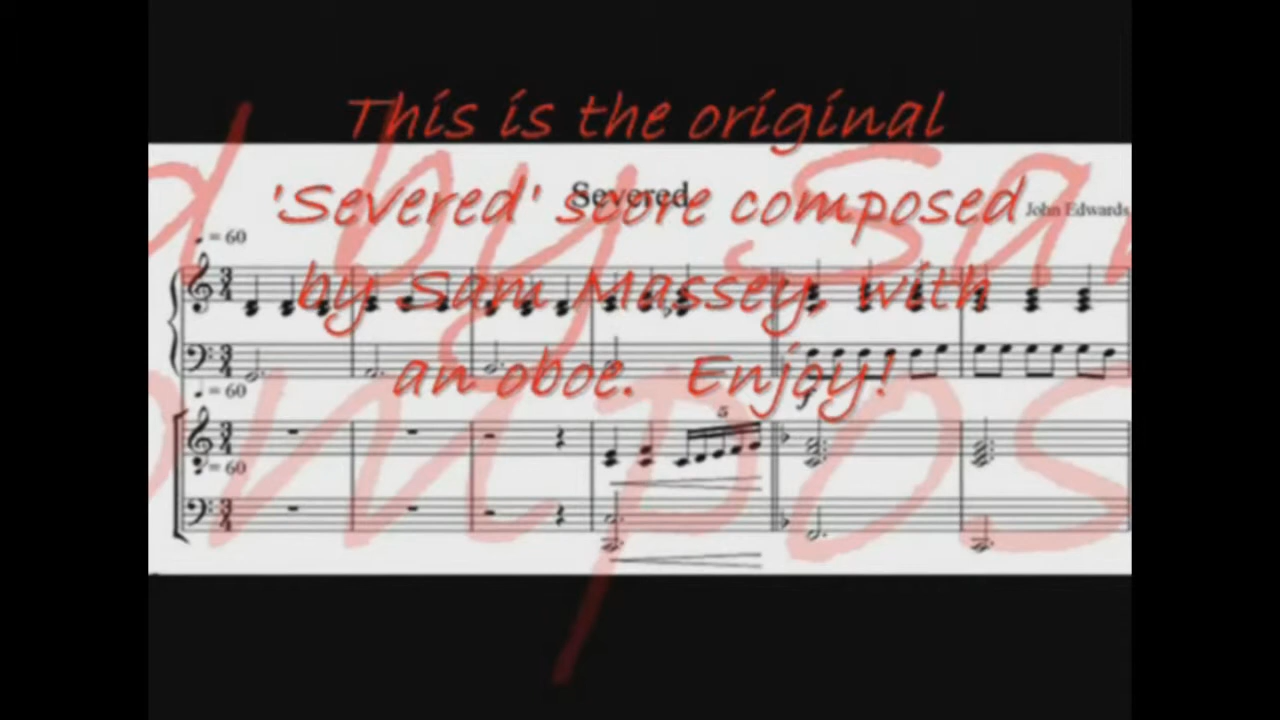 This is the original
'Severed' score composed
by Sam Massey, with
an oboe. Enjoy!
Severed
John Edwards
= 60
= 60
= 60
5
f